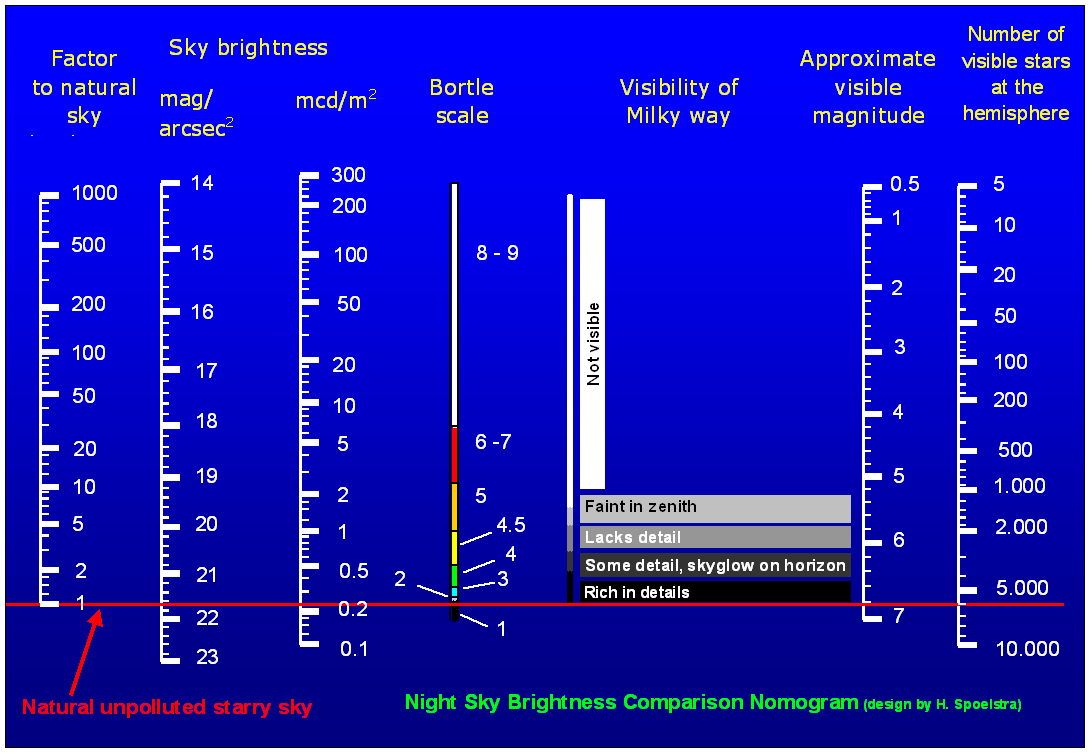 Factor
to natural
sky
Sky brightness
mag/
arcsec²
mcd/m²
Bortle
scale
Visibility of
Milky way
Approximate
visible
magnitude
Number of
visible stars
at the
hemisphere
1000
500
200
100
50
20
10
5
2
1
14
15
16
17
18
19
20
21
22
23
300
200
100
50
20
10
5
2
1
0.5
0.2
0.1
8 - 9
6 -7
5
4.5
4
3
2
1
Not visible
Faint in zenith
Lacks detail
Some detail, skyglow on horizon
Rich in details
0.5
1
2
3
4
5
6
7
5
10
20
50
100
200
500
1.000
2.000
5.000
10.000
Natural unpolluted starry sky
Night Sky Brightness Comparison Nomogram (design by H. Spoelstra)